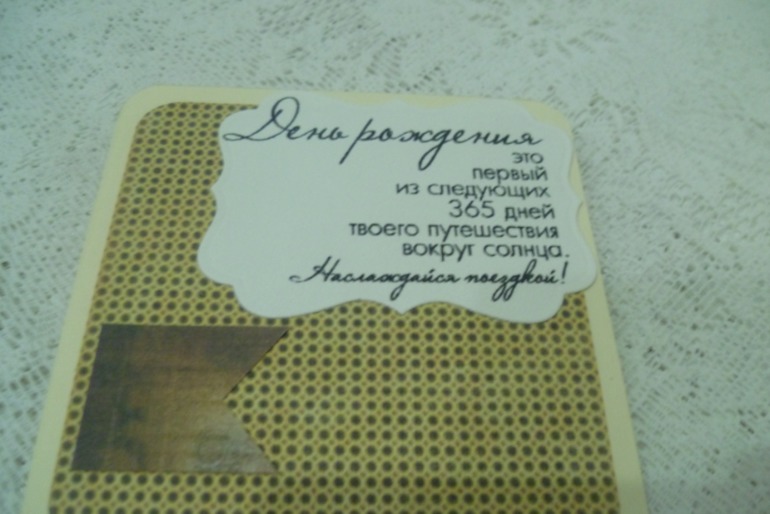 День рождения
это
первый
из следующих
365 дней
твоего путешествия
вокруг солнца.
Наслаждайся поездкой!